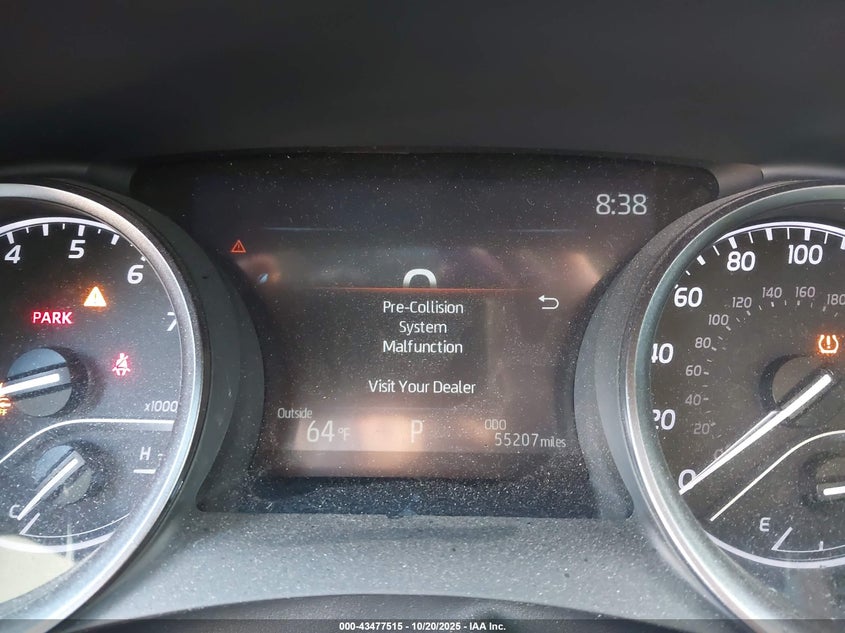 8:38
Pre-Collision
System
Malfunction
Visit Your Dealer
Outside
64°F
P
ODO
55207 miles
4
5
6
7
PARK
x1000
H
C
0
20
40
60
80
100
20
40
60
80
100
120
140
160
180
E
000-43477515 - 10/20/2025 - IAA Inc.